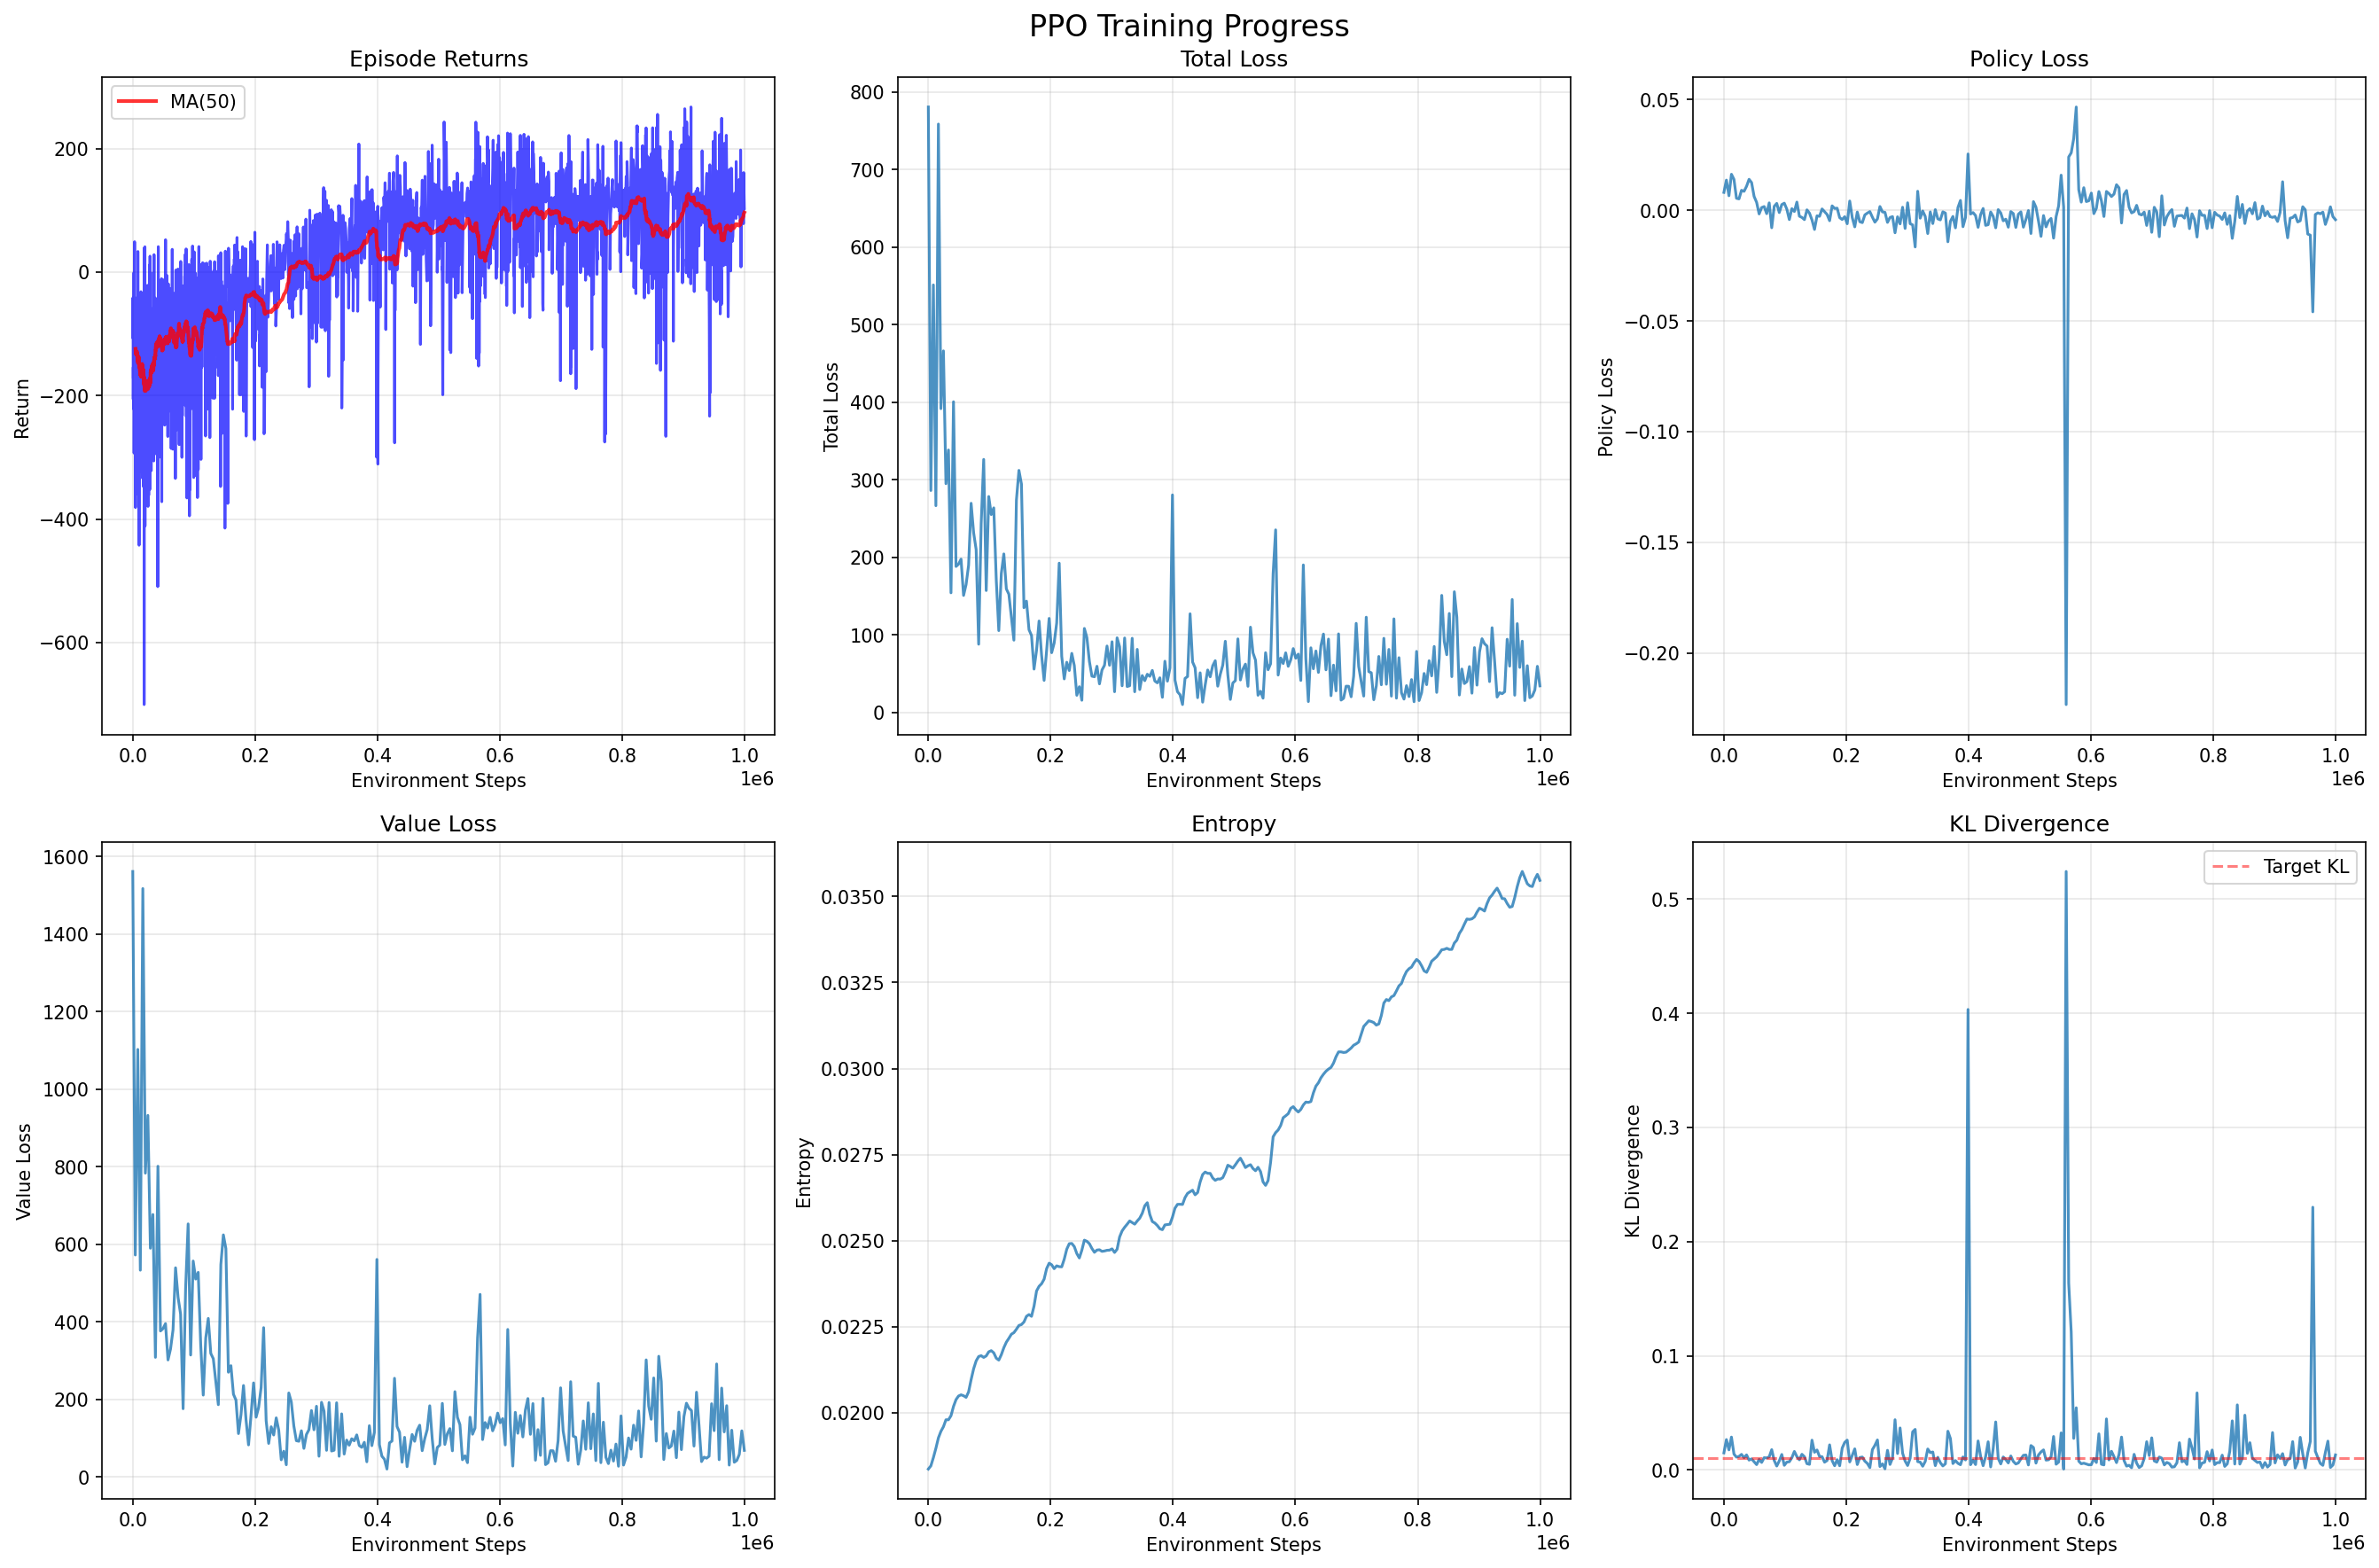 PPO Training Progress
Episode Returns
MA(50)
Return
200
0
−200
−400
−600
0.0 0.2 0.4 0.6 0.8 1.0
1e6
Environment Steps
Total Loss
Total Loss
800
700
600
500
400
300
200
100
0
0.0 0.2 0.4 0.6 0.8 1.0
1e6
Environment Steps
Policy Loss
Policy Loss
0.05
0.00
−0.05
−0.10
−0.15
−0.20
0.0 0.2 0.4 0.6 0.8 1.0
1e6
Environment Steps
Value Loss
Value Loss
1600
1400
1200
1000
800
600
400
200
0
0.0 0.2 0.4 0.6 0.8 1.0
1e6
Environment Steps
Entropy
Entropy
0.0350
0.0325
0.0300
0.0275
0.0250
0.0225
0.0200
0.0 0.2 0.4 0.6 0.8 1.0
1e6
Environment Steps
KL Divergence
Target KL
KL Divergence
0.5
0.4
0.3
0.2
0.1
0.0
0.0 0.2 0.4 0.6 0.8 1.0
1e6
Environment Steps